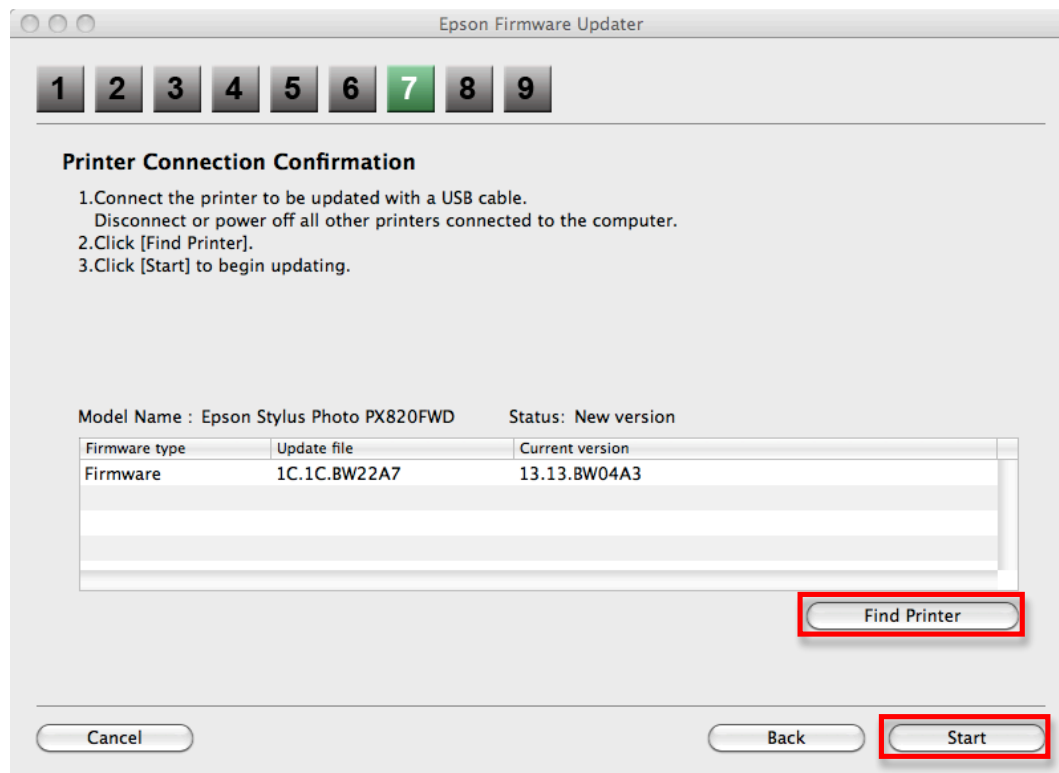 Epson Firmware Updater
1 2 3 4 5 6 7 8 9
Printer Connection Confirmation
1.Connect the printer to be updated with a USB cable.
Disconnect or power off all other printers connected to the computer.
2.Click [Find Printer].
3.Click [Start] to begin updating.
Model Name : Epson Stylus Photo PX820FWD Status: New version
Firmware type Update file Current version
Firmware 1C.1C.BW22A7 13.13.BW04A3
Find Printer
Cancel Back Start